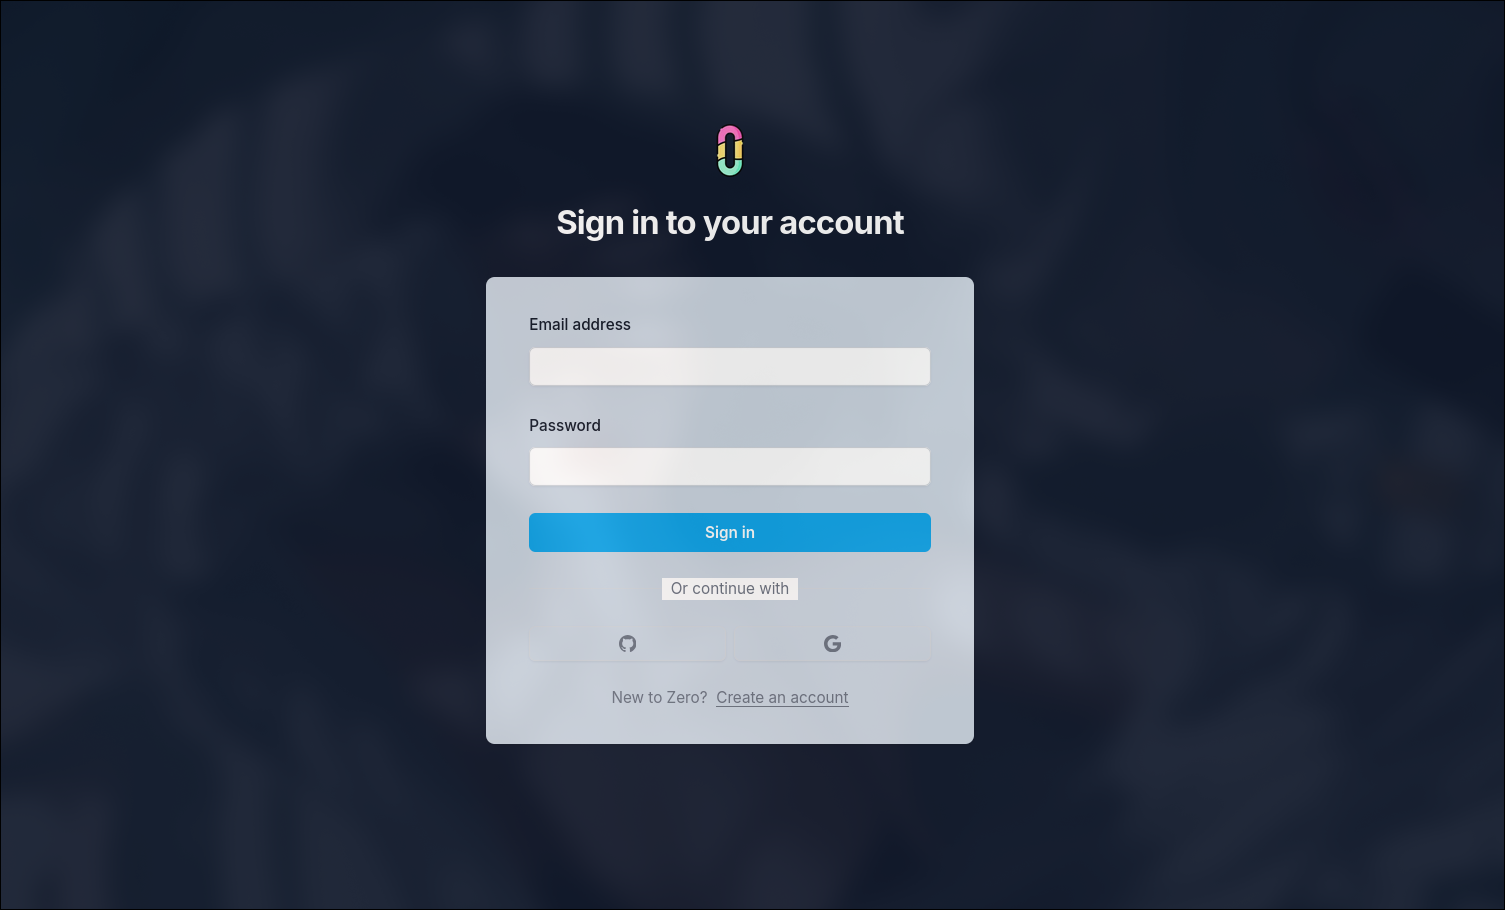 Sign in to your account
Email address
Password
Sign in
Or continue with
New to Zero? Create an account